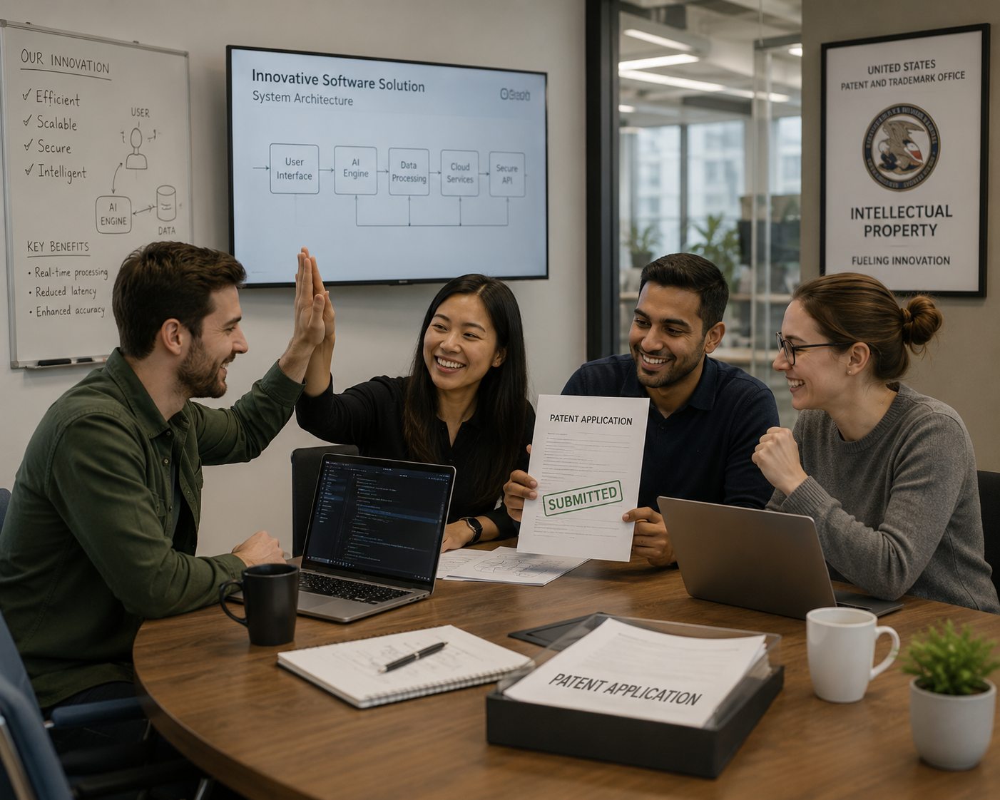 OUR INNOVATION
✓ Efficient
✓ Scalable
✓ Secure
✓ Intelligent
USER
AI
ENGINE
DATA
KEY BENEFITS
• Real-time processing
• Reduced latency
• Enhanced accuracy
Innovative Software Solution
System Architecture
User
Interface
AI
Engine
Data
Processing
Cloud
Services
Secure
API
UNITED STATES
PATENT AND TRADEMARK OFFICE
INTELLECTUAL
PROPERTY
FUELING INNOVATION
PATENT APPLICATION
SUBMITTED
PATENT APPLICATION